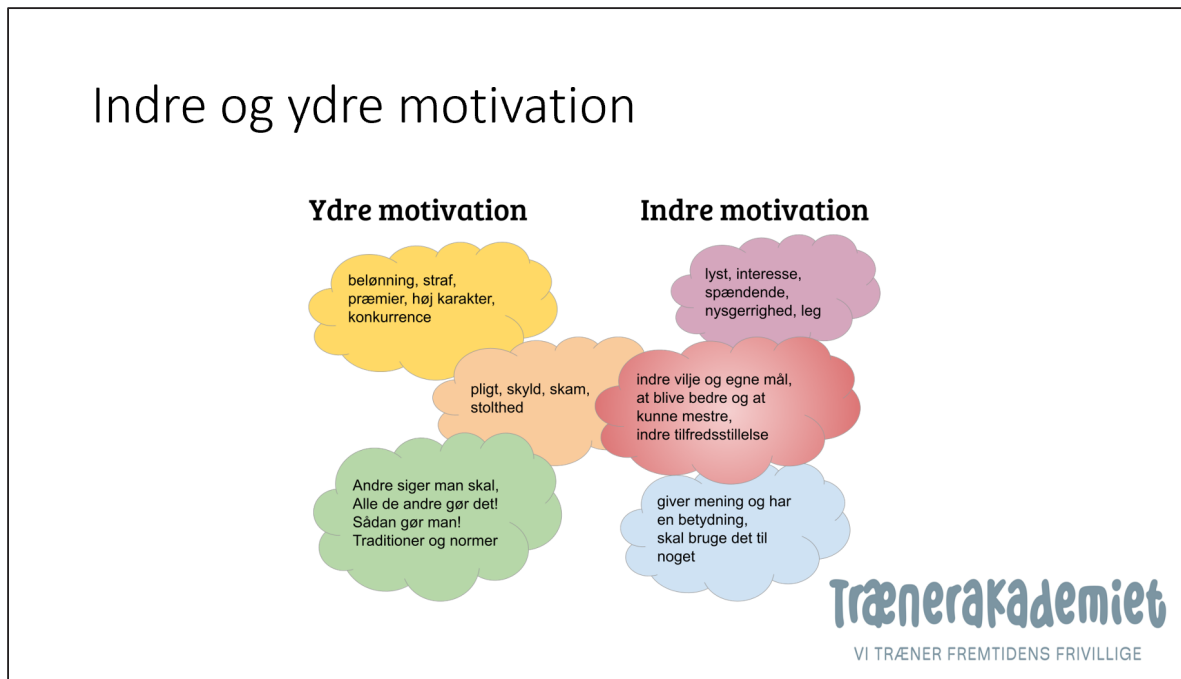 Indre og ydre motivation
Ydre motivation
belønning, straf,
præmier, høj karakter,
konkurrence
pligt, skyld, skam,
stolthed
Andre siger man skal,
Alle de andre gør det!
Sådan gør man!
Traditioner og normer
Indre motivation
lyst, interesse,
spændende,
nysgerrighed, leg
indre vilje og egne mål,
at blive bedre og at
kunne mestre,
indre tilfredsstillelse
giver mening og har
en betydning,
skal bruge det til
noget
Trænerakademiet
VI TRÆNER FREMTIDENS FRIVILLIGE